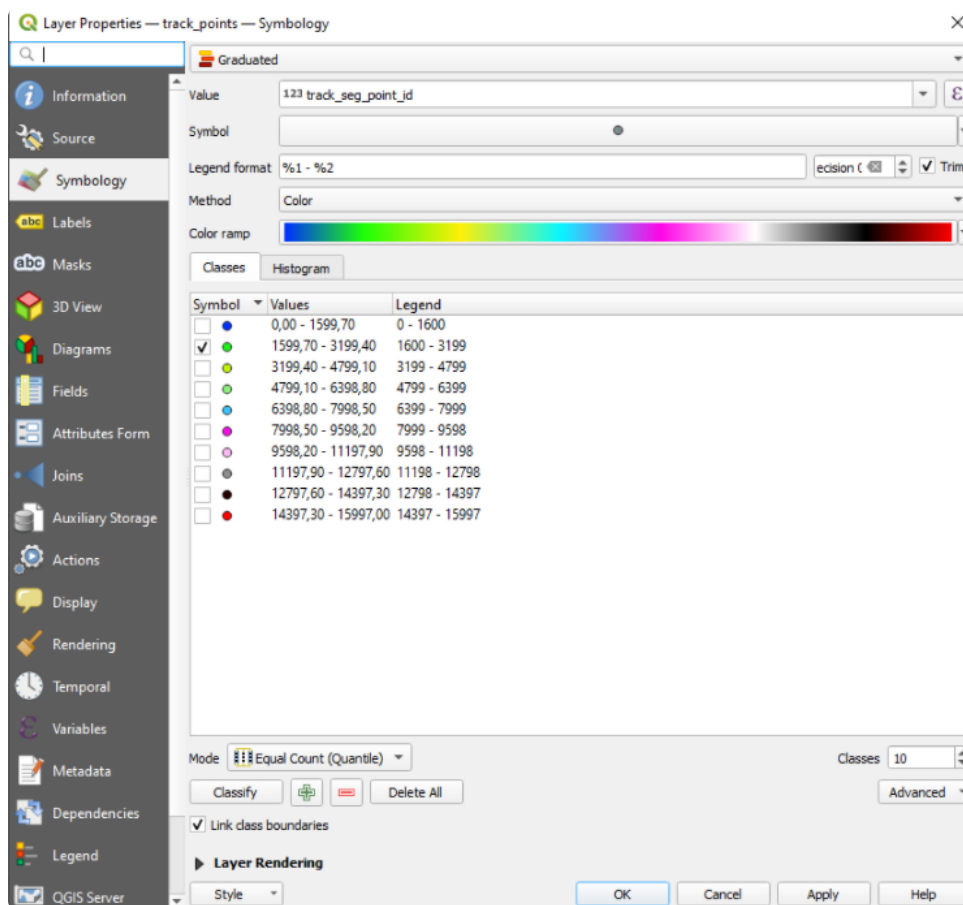 Layer Properties — track_points — Symbology
Information
Source
Symbology
Labels
Masks
3D View
Diagrams
Fields
Attributes Form
Joins
Auxiliary Storage
Actions
Display
Rendering
Temporal
Variables
Metadata
Dependencies
Legend
QGIS Server
Graduated
Value 123 track_seg_point_id ε
Symbol
Legend format %1 - %2 ecision ( Trim
Method Color
Color ramp
Classes Histogram
Symbol Values Legend
0,00 - 1599,70 0 - 1600
1599,70 - 3199,40 1600 - 3199
3199,40 - 4799,10 3199 - 4799
4799,10 - 6398,80 4799 - 6399
6398,80 - 7998,50 6399 - 7999
7998,50 - 9598,20 7999 - 9598
9598,20 - 11197,90 9598 - 11198
11197,90 - 12797,60 11198 - 12798
12797,60 - 14397,30 12798 - 14397
14397,30 - 15997,00 14397 - 15997
Mode Equal Count (Quantile) Classes 10
Classify Delete All Advanced
Link class boundaries
Layer Rendering
Style OK Cancel Apply Help